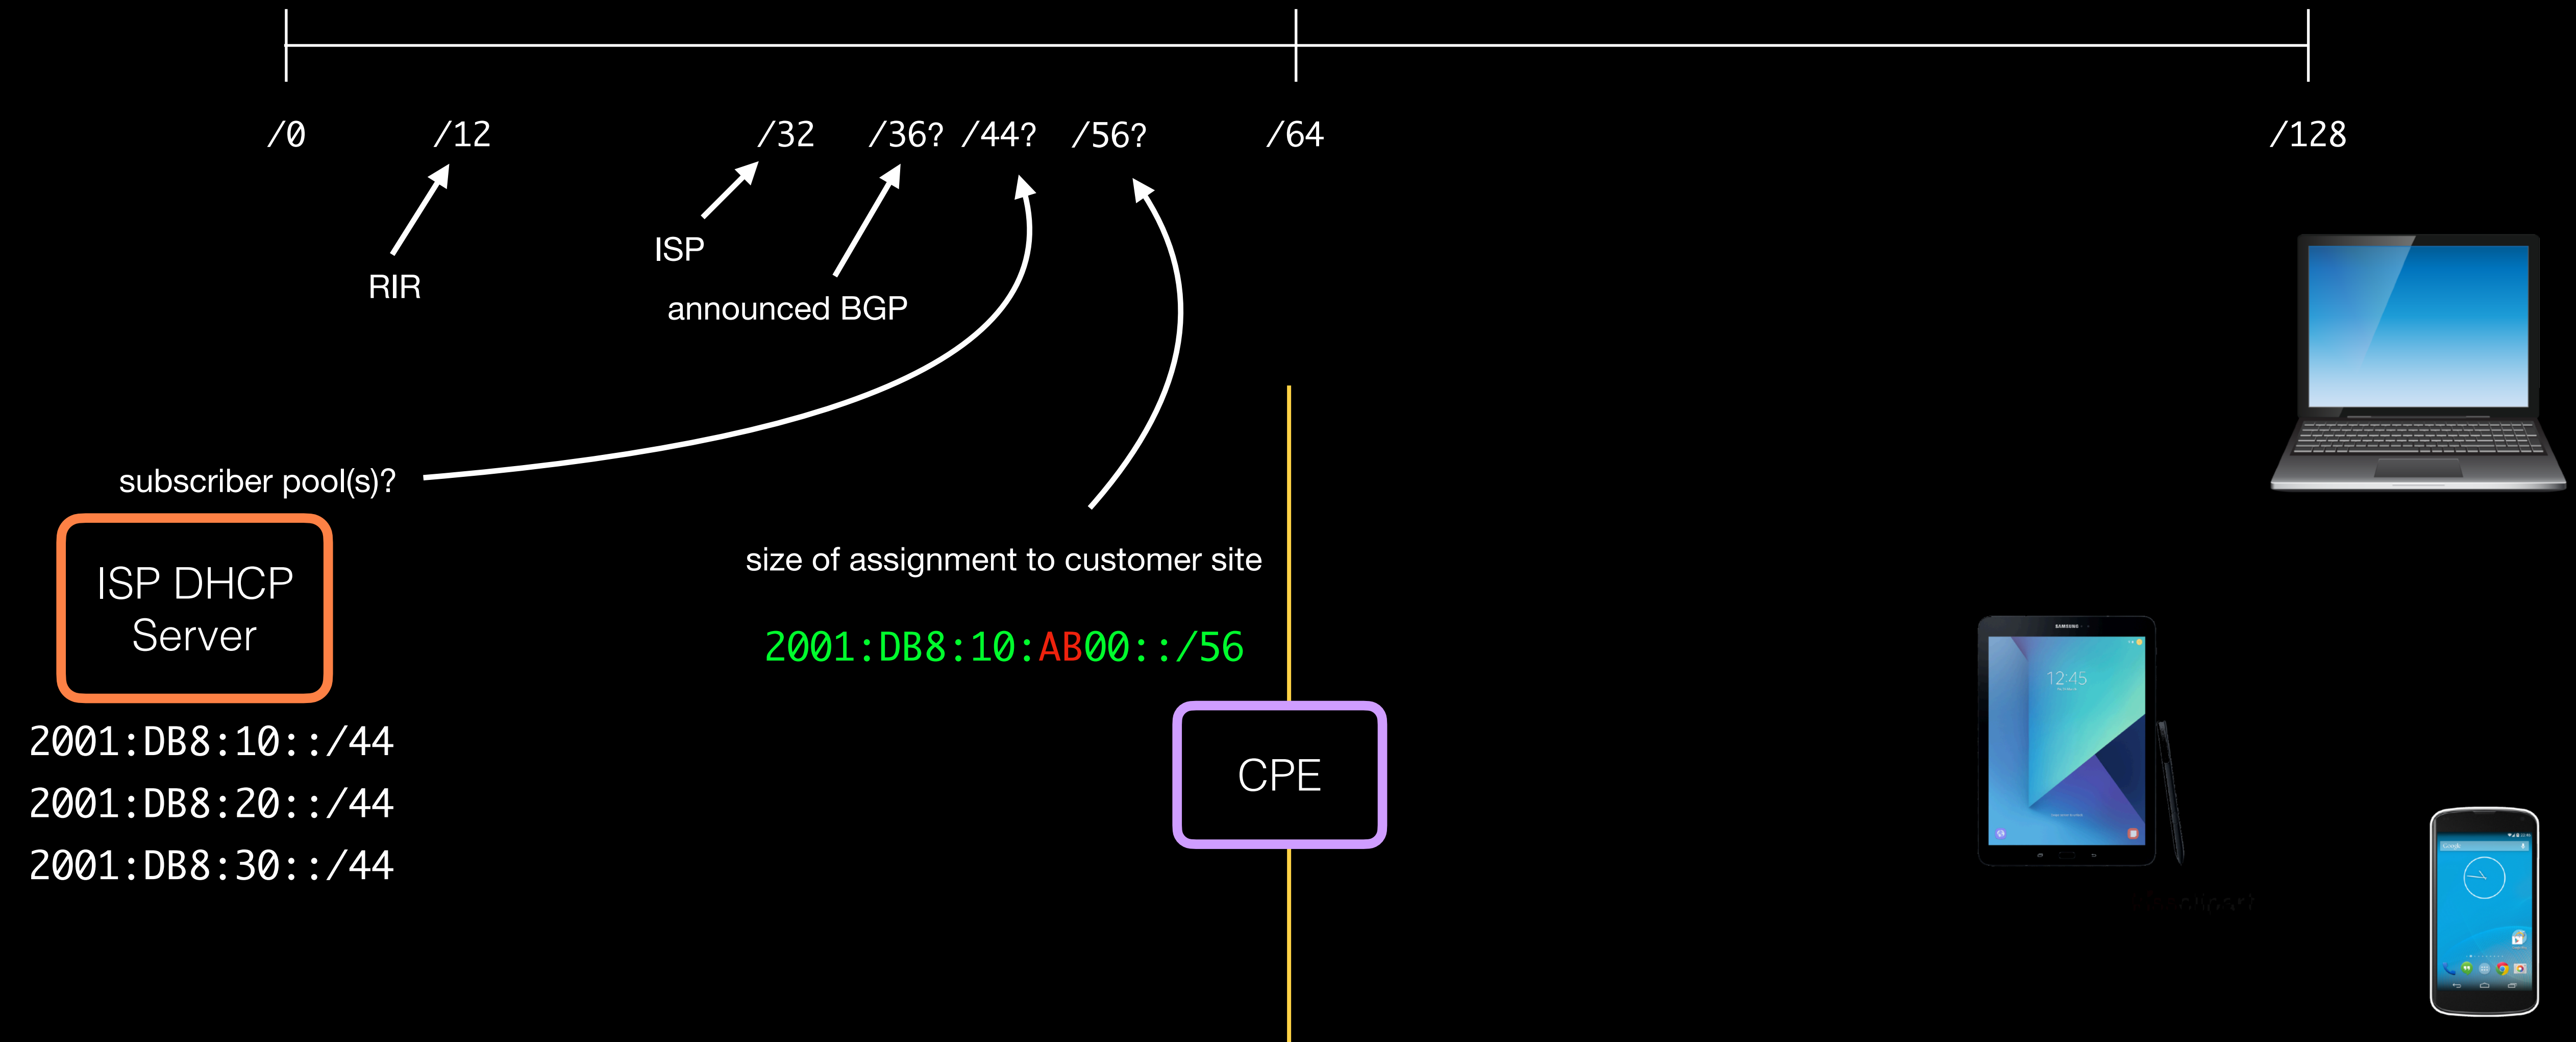 /0
/12
/32
/36?
/44?
/56?
/64
/128
RIR
ISP
announced BGP
subscriber pool(s)?
ISP DHCP
Server
2001:DB8:10::/44
2001:DB8:20::/44
2001:DB8:30::/44
size of assignment to customer site
2001:DB8:10:AB00::/56
CPE
SAMSUNG
12:45
Google